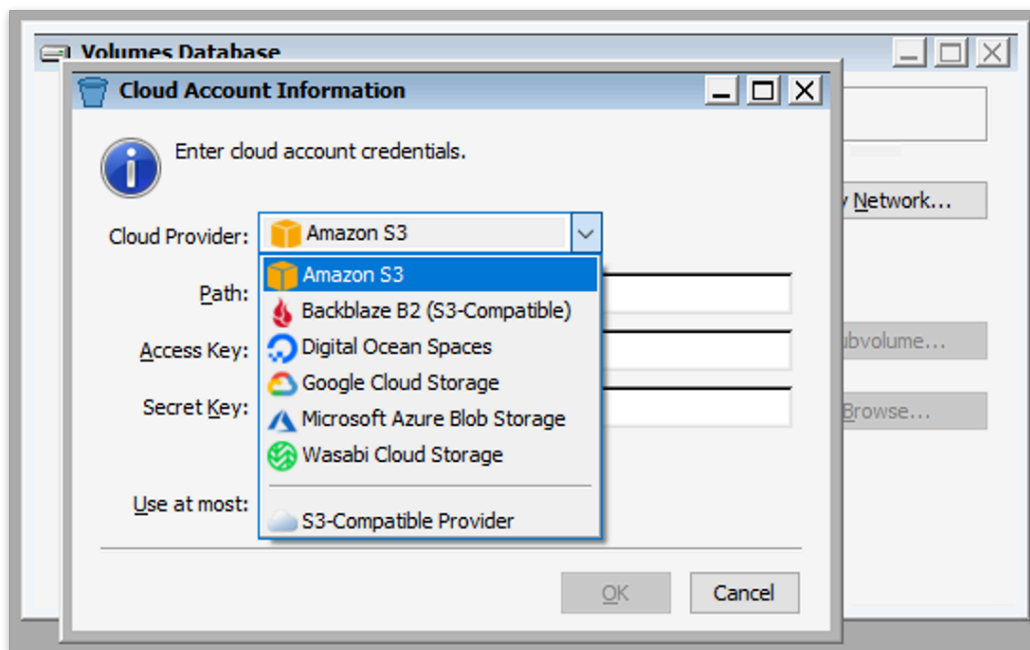 Volumes Database
Cloud Account Information
Enter cloud account credentials.
Network...
Cloud Provider: Amazon S3
Amazon S3
Path:
Backblaze B2 (S3-Compatible)
Access Key:
Digital Ocean Spaces
Google Cloud Storage
Secret Key:
Microsoft Azure Blob Storage
Browse...
Wasabi Cloud Storage
Use at most:
S3-Compatible Provider
OK
Cancel